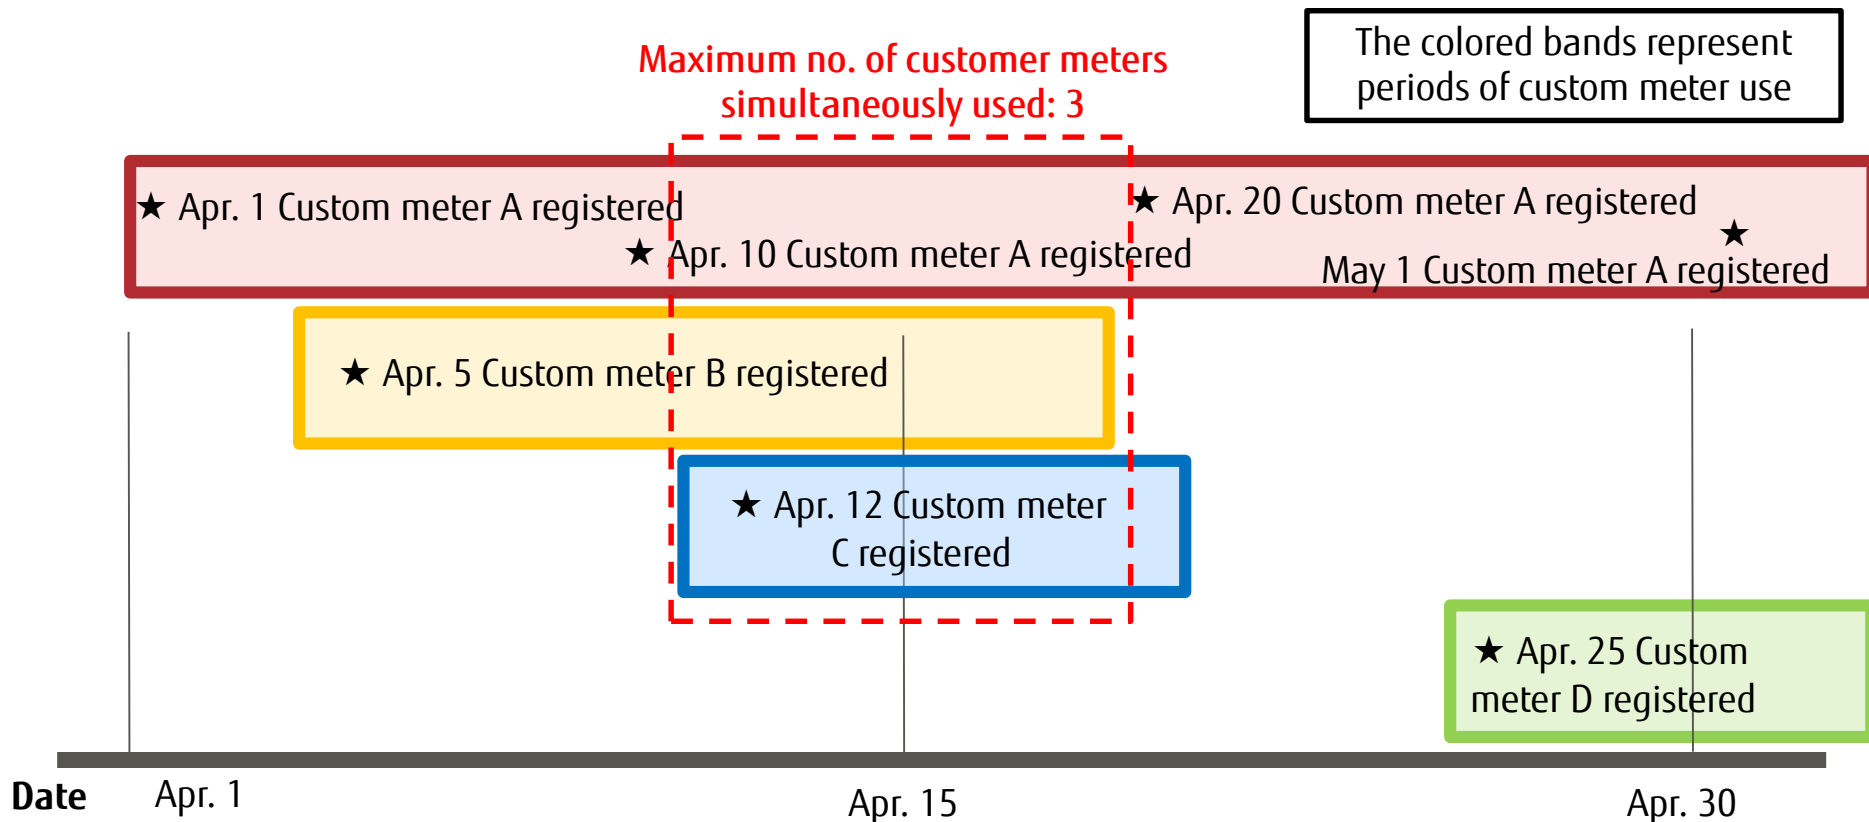 Maximum no. of customer meters
simultaneously used: 3
The colored bands represent
periods of custom meter use
★ Apr. 1 Custom meter A registered
★ Apr. 10 Custom meter A registered
★ Apr. 20 Custom meter A registered
★
May 1 Custom meter A registered
★ Apr. 5 Custom meter B registered
★ Apr. 12 Custom meter
C registered
★ Apr. 25 Custom
meter D registered
Date
Apr. 1
Apr. 15
Apr. 30